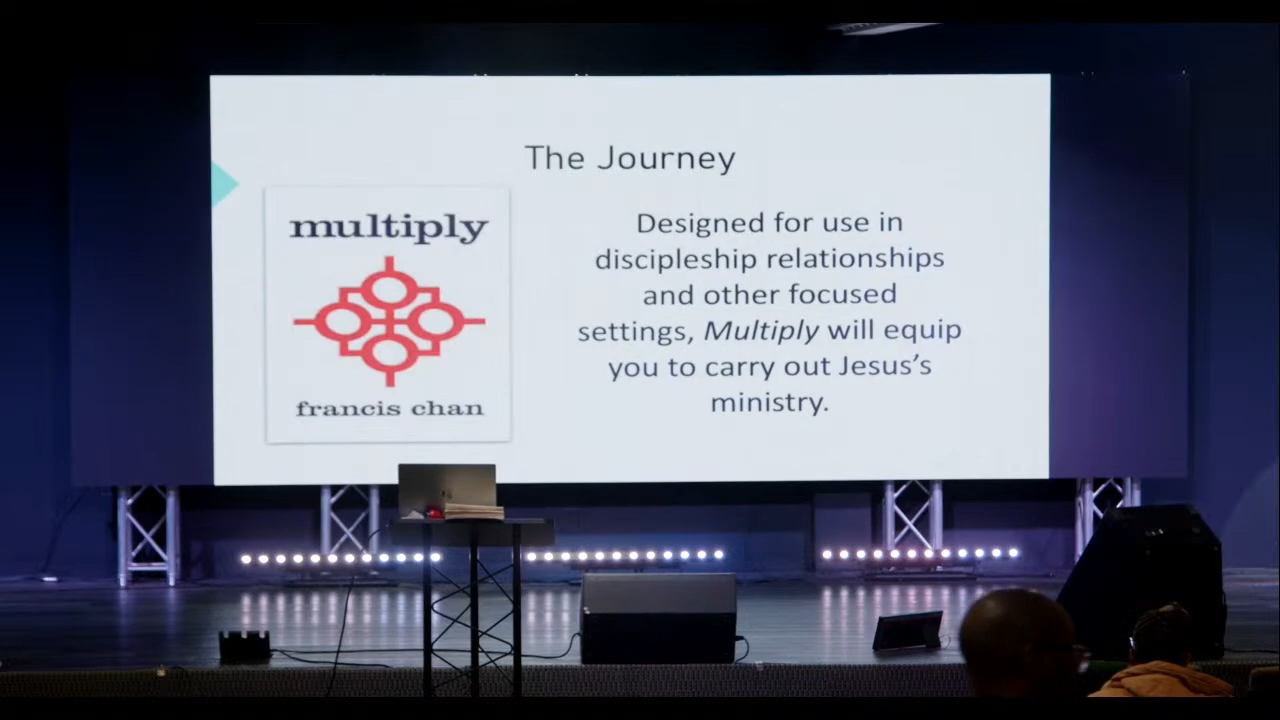 The Journey
multiply
francis chan
Designed for use in
discipleship relationships
and other focused
settings, Multiply will equip
you to carry out Jesus’s
ministry.